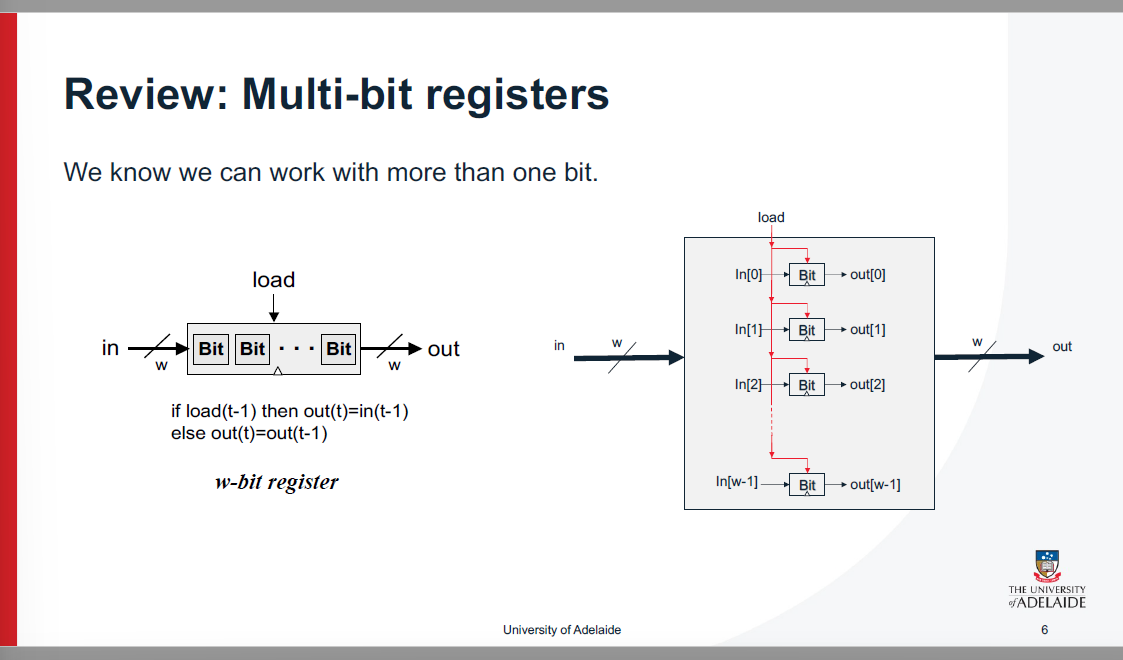 Review: Multi-bit registers
We know we can work with more than one bit.
load
in
w
Bit
Bit
· · ·
Bit
w
out
if load(t-1) then out(t)=in(t-1)
else out(t)=out(t-1)
w-bit register
load
in
w
In[0]
Bit
out[0]
In[1]
Bit
out[1]
In[2]
Bit
out[2]
In[w-1]
Bit
out[w-1]
w
out
THE UNIVERSITY
of ADELAIDE
University of Adelaide
6